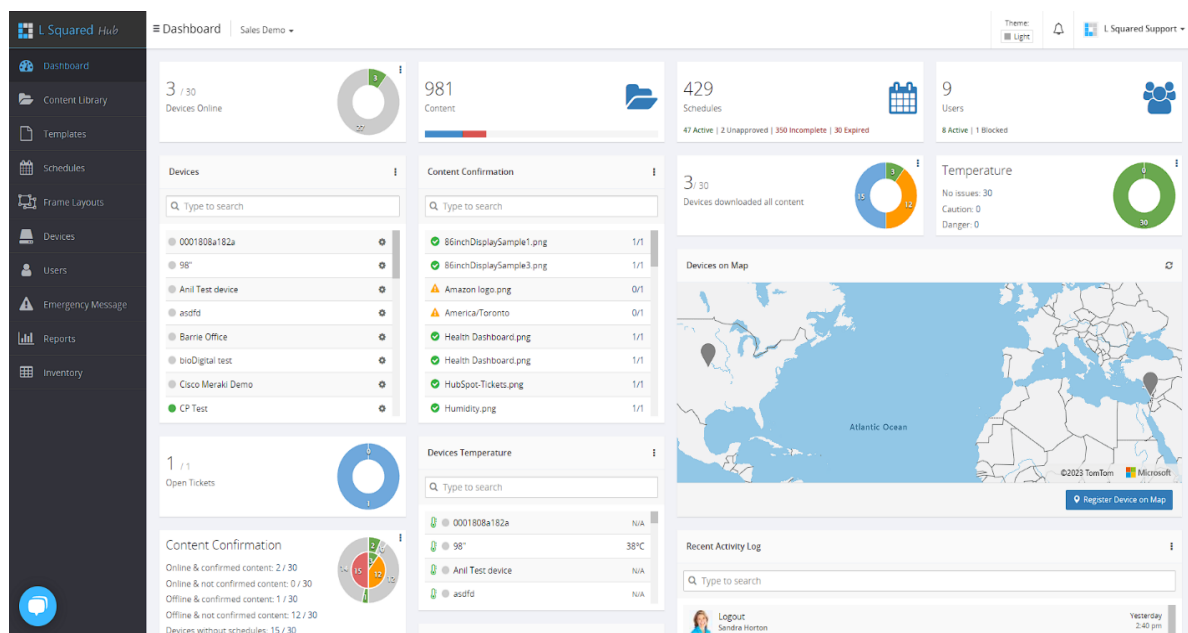 L Squared Hub
Dashboard
Sales Demo
Theme:
Light
L Squared Support
Dashboard
Content Library
Templates
Schedules
Frame Layouts
Devices
Users
Emergency Message
Reports
Inventory
3 / 30
Devices Online
3
27
981
Content
429
Schedules
47 Active | 2 Unapproved | 350 Incomplete | 30 Expired
9
Users
8 Active | 1 Blocked
Devices
Type to search
0001808a182a
98"
Anil Test device
asdfd
Barrie Office
bioDigital test
Cisco Meraki Demo
CP Test
Content Confirmation
Type to search
86inchDisplaySample1.png 1/1
86inchDisplaySample3.png 1/1
Amazon logo.png 0/1
America/Toronto 0/1
Health Dashboard.png 1/1
Health Dashboard.png 1/1
HubSpot-Tickets.png 1/1
Humidity.png 1/1
3/ 30
Devices downloaded all content
3
15
12
Temperature
No issues: 30
Caution: 0
Danger: 0
0
30
Devices on Map
Atlantic Ocean
©2023 TomTom
Microsoft
Register Device on Map
1 / 1
Open Tickets
0
1
Devices Temperature
Type to search
0001808a182a N/A
98" 38°C
Anil Test device N/A
asdfd N/A
Content Confirmation
Online & confirmed content: 2 / 30
Online & not confirmed content: 0 / 30
Offline & confirmed content: 1 / 30
Offline & not confirmed content: 12 / 30
Devices without schedules: 15 / 30
2
3
14
15
12
12
1
Recent Activity Log
Type to search
Logout
Sandra Horton
Yesterday
2:40 pm